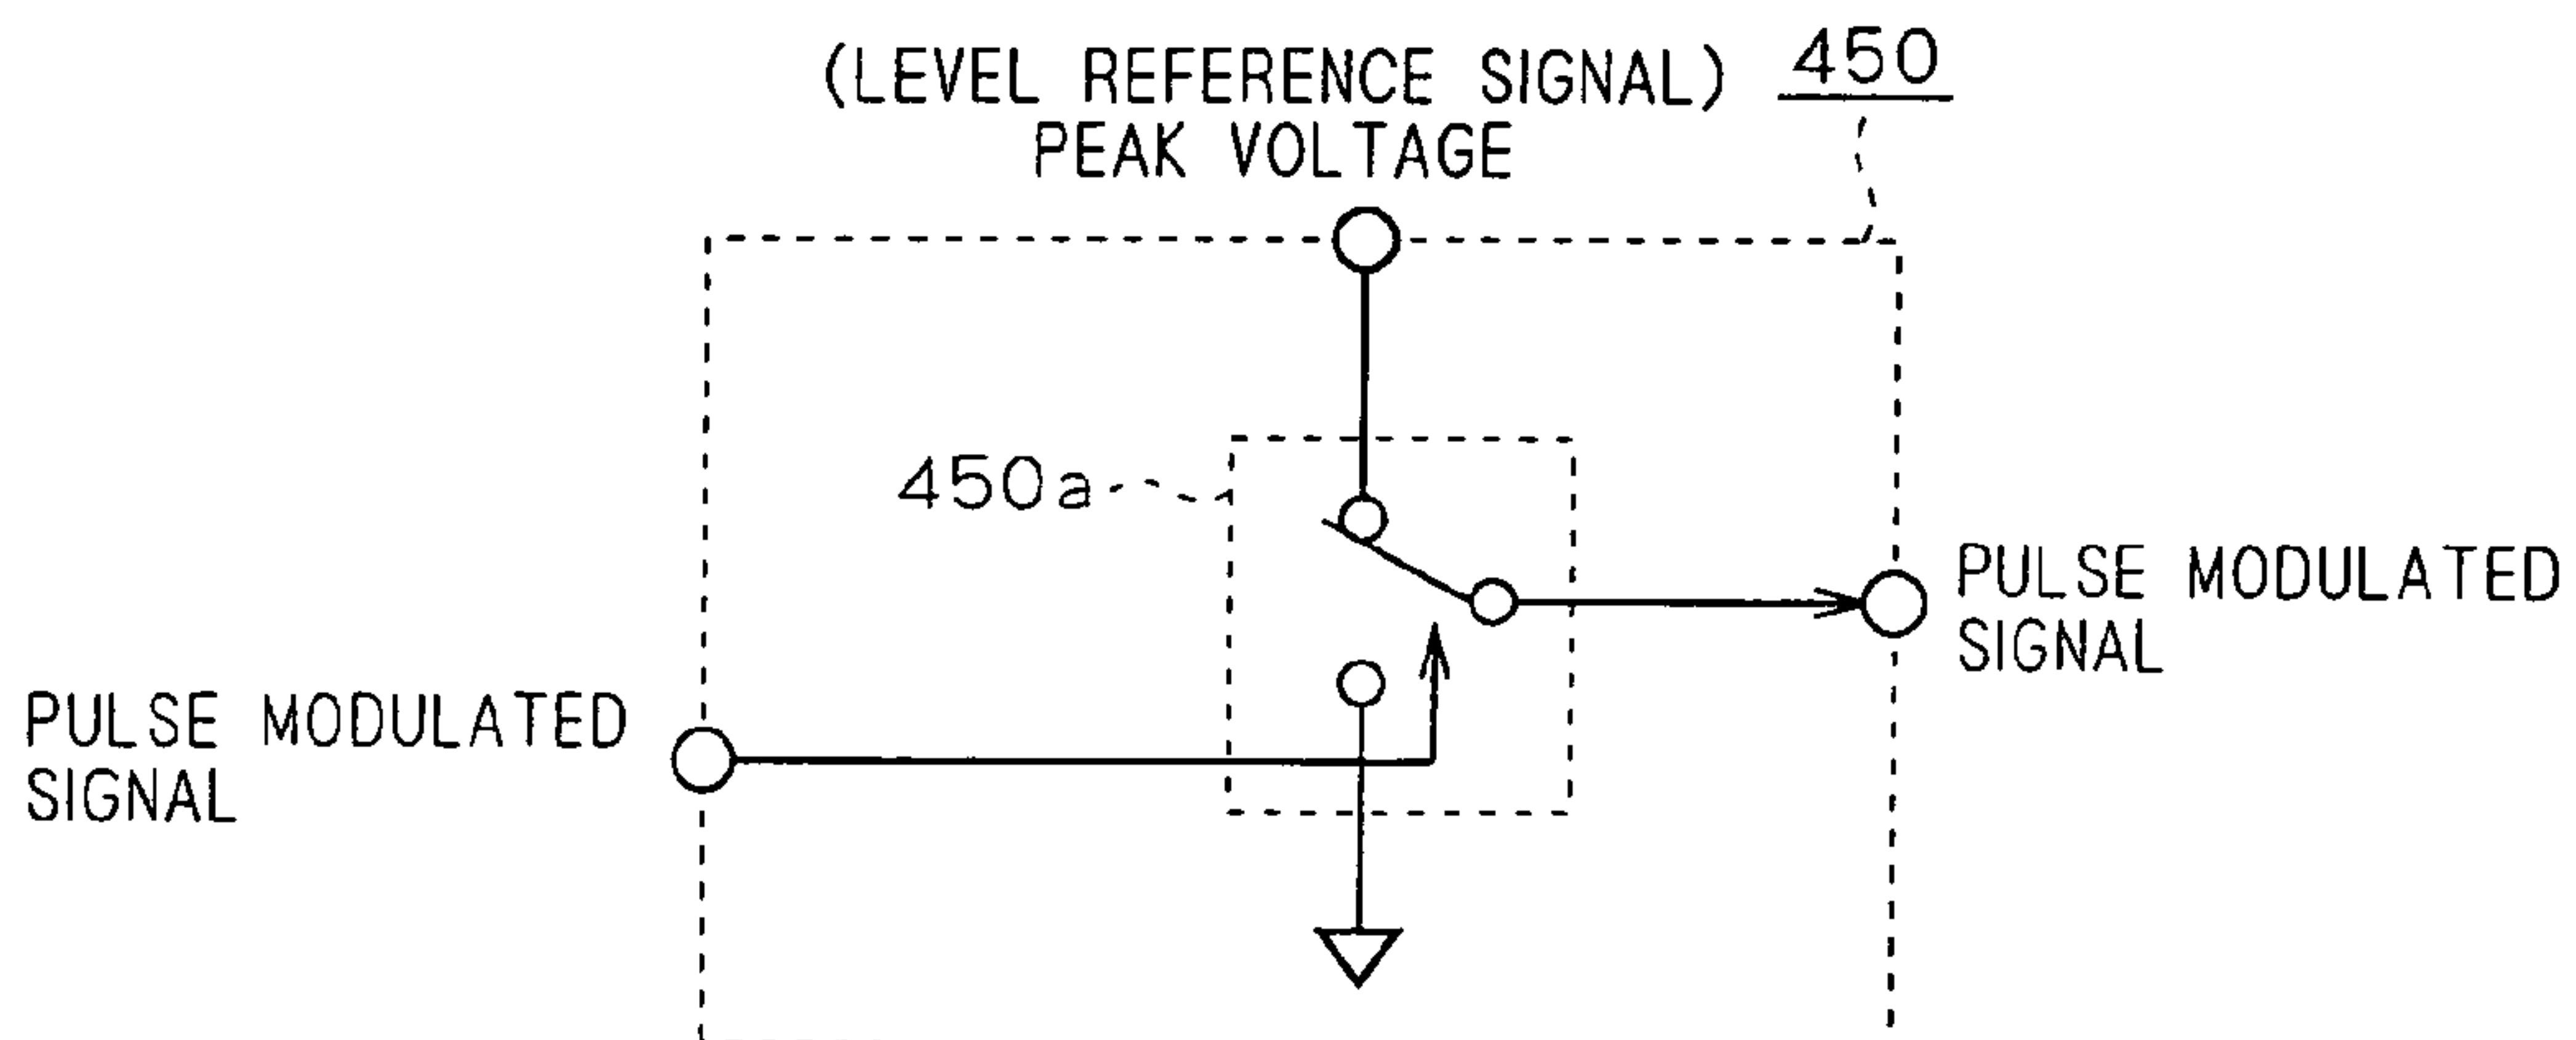 (LEVEL REFERENCE SIGNAL) 450
PEAK VOLTAGE
450a
PULSE MODULATED
SIGNAL
PULSE MODULATED
SIGNAL